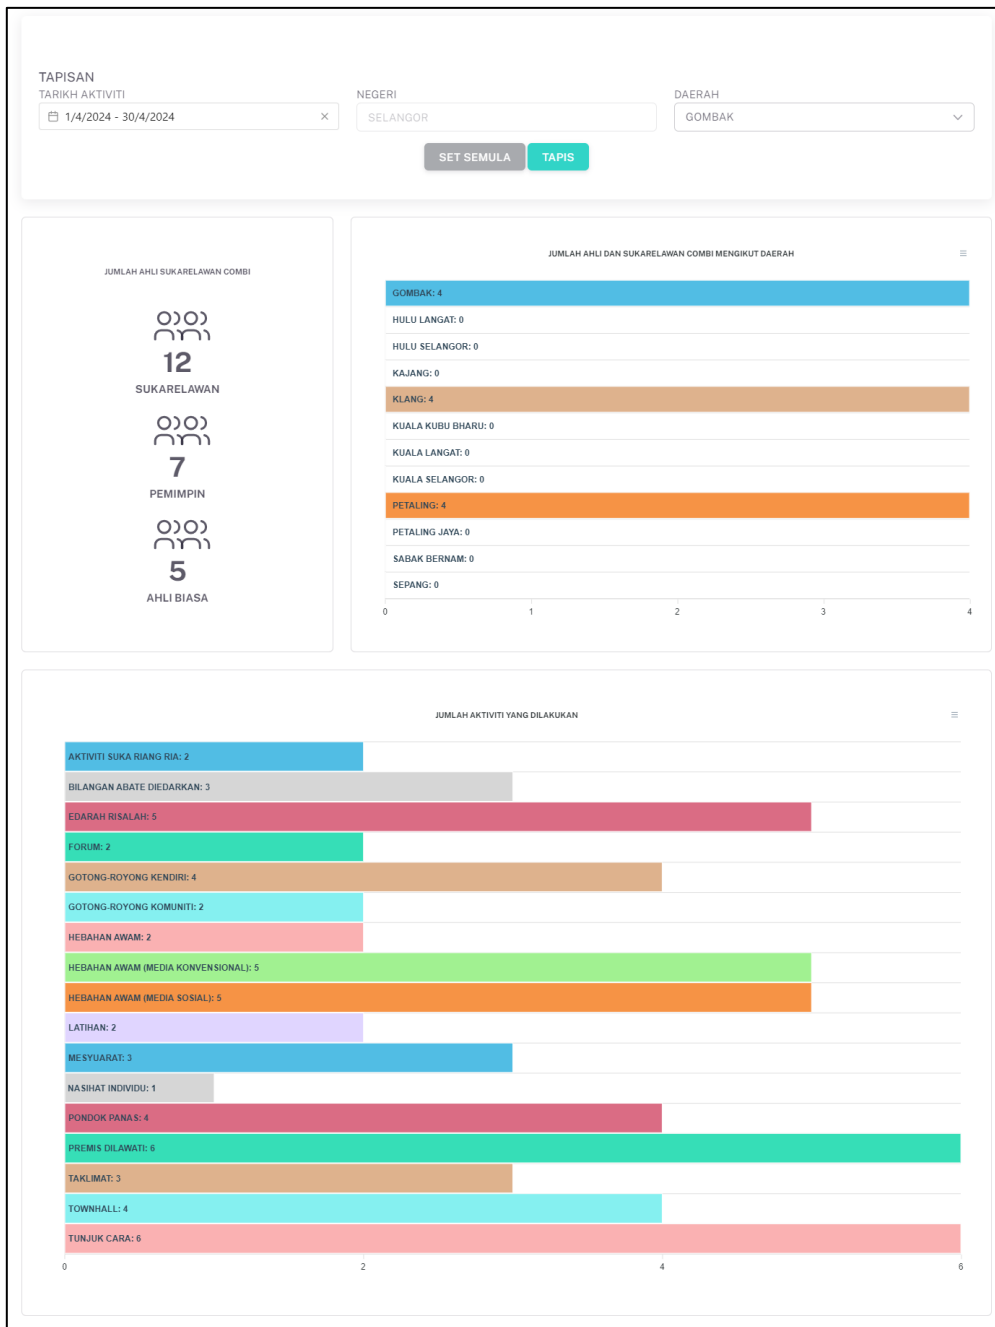 TAPISAN
TARIKH AKTIVITI
NEGERI
DAERAH
1/4/2024 - 30/4/2024
SELANGOR
GOMBAK
SET SEMULA
TAPIS
JUMLAH AHLI SUKARELAWAN COMBI
12
SUKARELAWAN
7
PEMIMPIN
5
AHLI BIASA
JUMLAH AHLI DAN SUKARELAWAN COMBI MENGIKUT DAERAH
GOMBAK: 4
HULU LANGAT: 0
HULU SELANGOR: 0
KAJANG: 0
KLANG: 4
KUALA KUBU BHARU: 0
KUALA LANGAT: 0
KUALA SELANGOR: 0
PETALING: 4
PETALING JAYA: 0
SABAK BERNAM: 0
SEPANG: 0
0 1 2 3 4
JUMLAH AKTIVITI YANG DILAKUKAN
AKTIVITI SUKA RIANG RIA: 2
BILANGAN ABATE DIEDARKAN: 3
EDARAH RISALAH: 5
FORUM: 2
GOTONG-ROYONG KENDIRI: 4
GOTONG-ROYONG KOMUNITI: 2
HEBAHAN AWAM: 2
HEBAHAN AWAM (MEDIA KONVENSIONAL): 5
HEBAHAN AWAM (MEDIA SOSIAL): 5
LATIHAN: 2
MESYUARAT: 3
NASIHAT INDIVIDU: 1
PONDOK PANAS: 4
PREMIS DILAWATI: 6
TAKLIMAT: 3
TOWNHALL: 4
TUNJUK CARA: 6
0 2 4 6